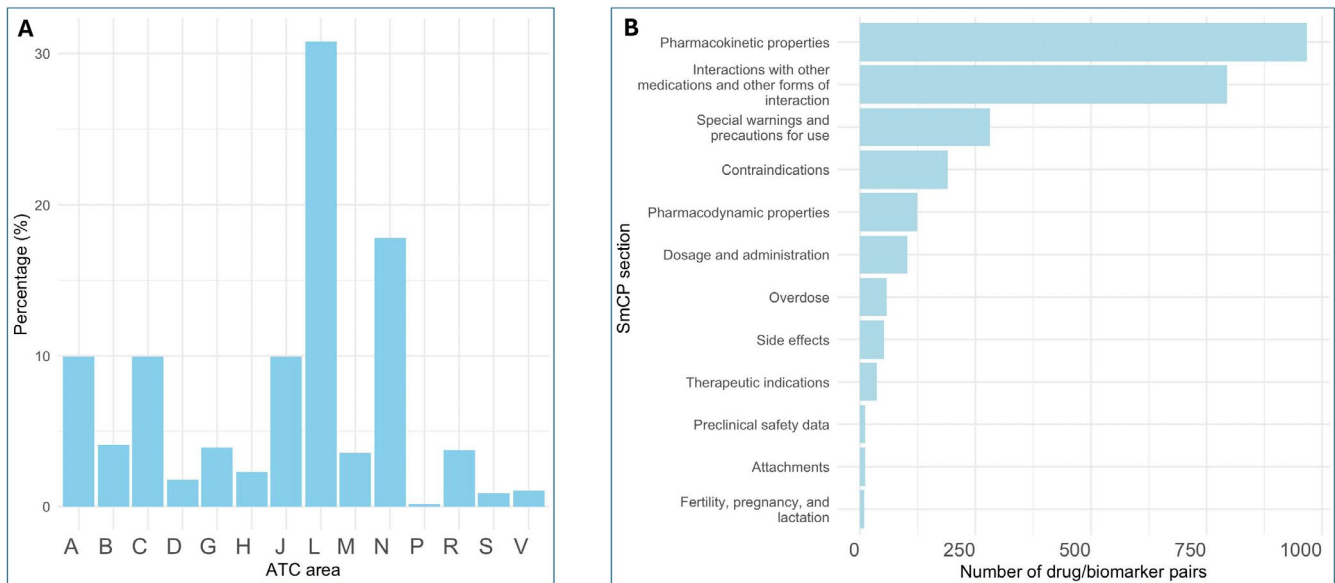 A
30
20
10
0
Percentage (%)
A B C D G H J L M N P R S V
ATC area
B
SmCP section
Pharmacokinetic properties
Interactions with other
medications and other forms of
interaction
Special warnings and
precautions for use
Contraindications
Pharmacodynamic properties
Dosage and administration
Overdose
Side effects
Therapeutic indications
Preclinical safety data
Attachments
Fertility, pregnancy, and
lactation
0 250 500 750 1000
Number of drug/biomarker pairs